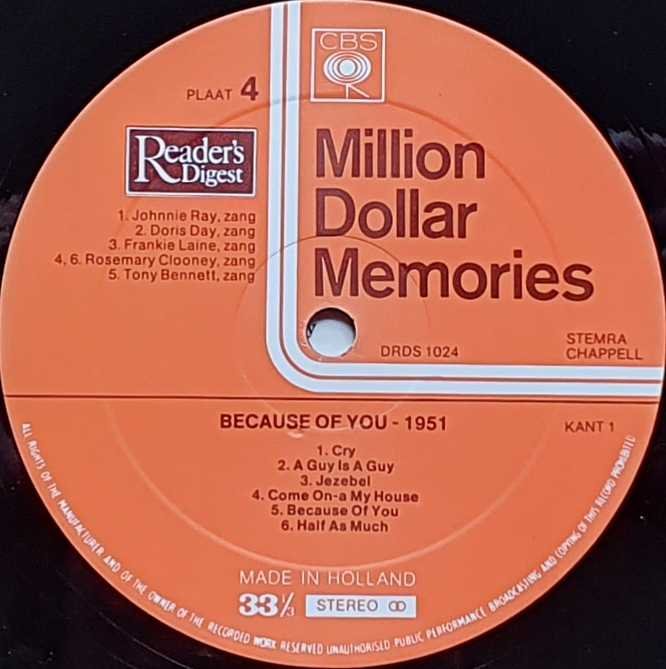 CBS
PLAAT 4
Reader's
Digest
Million
Dollar
Memories
1. Johnnie Ray, zang
2. Doris Day, zang
3. Frankie Laine, zang
4, 6. Rosemary Clooney, zang
5. Tony Bennett, zang
DRDS 1024
STEMRA
CHAPPELL
BECAUSE OF YOU - 1951
KANT 1
1. Cry
2. A Guy Is A Guy
3. Jezebel
4. Come On-a My House
5. Because Of You
6. Half As Much
MADE IN HOLLAND
33 1/3 STEREO
ALL RIGHTS OF THE MANUFACTURER AND OF THE OWNER OF THE RECORDED WORK RESERVED UNAUTHORISED PUBLIC PERFORMANCE BROADCASTING AND COPYING OF THIS RECORD PROHIBITED